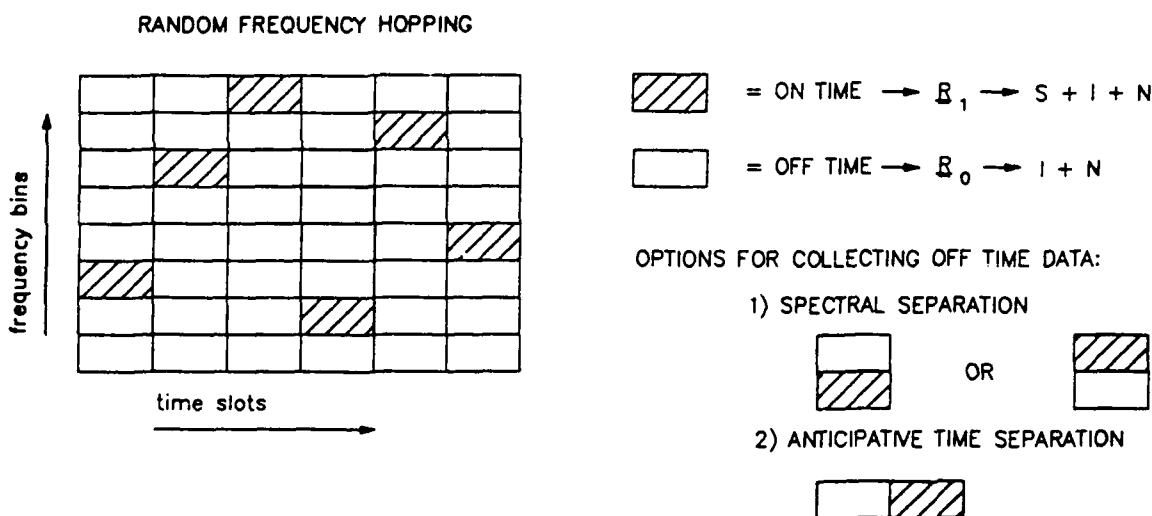 RANDOM FREQUENCY HOPPING
frequency bins
time slots
= ON TIME → R₁ → S + I + N
= OFF TIME → R₀ → I + N
OPTIONS FOR COLLECTING OFF TIME DATA:
1) SPECTRAL SEPARATION
OR
2) ANTICIPATIVE TIME SEPARATION